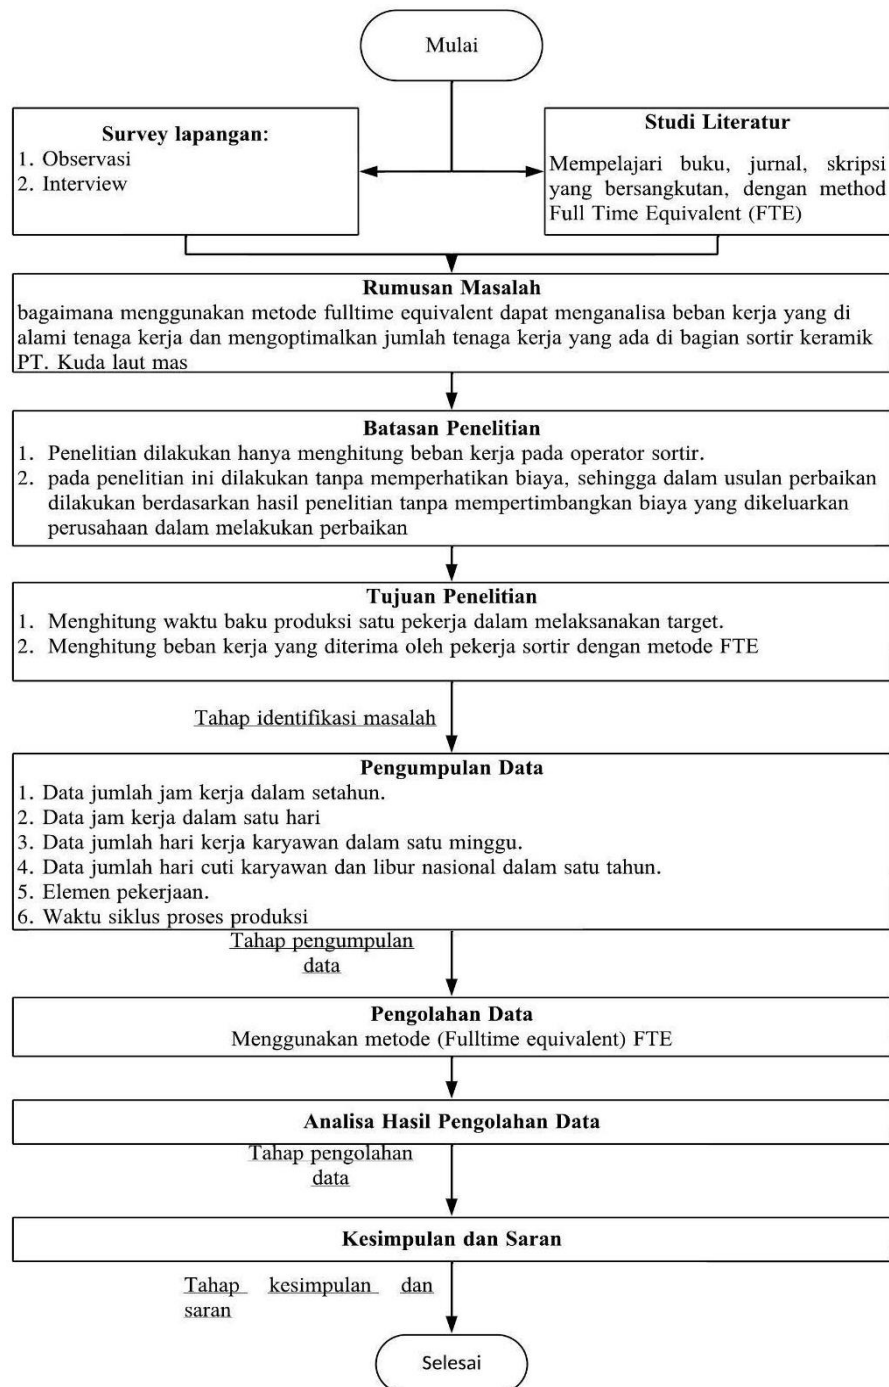 Mulai
Survey lapangan:
1. Observasi
2. Interview
Studi Literatur
Mempelajari buku, jurnal, skripsi
yang bersangkutan, dengan method
Full Time Equivalent (FTE)
Rumusan Masalah
bagaimana menggunakan metode fulltime equivalent dapat menganalisa beban kerja yang di
alami tenaga kerja dan mengoptimalkan jumlah tenaga kerja yang ada di bagian sortir keramik
PT. Kuda laut mas
Batasan Penelitian
1. Penelitian dilakukan hanya menghitung beban kerja pada operator sortir.
2. pada penelitian ini dilakukan tanpa memperhatikan biaya, sehingga dalam usulan perbaikan
dilakukan berdasarkan hasil penelitian tanpa mempertimbangkan biaya yang dikeluarkan
perusahaan dalam melakukan perbaikan
Tujuan Penelitian
1. Menghitung waktu baku produksi satu pekerja dalam melaksanakan target.
2. Menghitung beban kerja yang diterima oleh pekerja sortir dengan metode FTE
Tahap identifikasi masalah
Pengumpulan Data
1. Data jumlah jam kerja dalam setahun.
2. Data jam kerja dalam satu hari
3. Data jumlah hari kerja karyawan dalam satu minggu.
4. Data jumlah hari cuti karyawan dan libur nasional dalam satu tahun.
5. Elemen pekerjaan.
6. Waktu siklus proses produksi
Tahap pengumpulan
data
Pengolahan Data
Menggunakan metode (Fulltime equivalent) FTE
Analisa Hasil Pengolahan Data
Tahap pengolahan
data
Kesimpulan dan Saran
Tahap kesimpulan dan
saran
Selesai